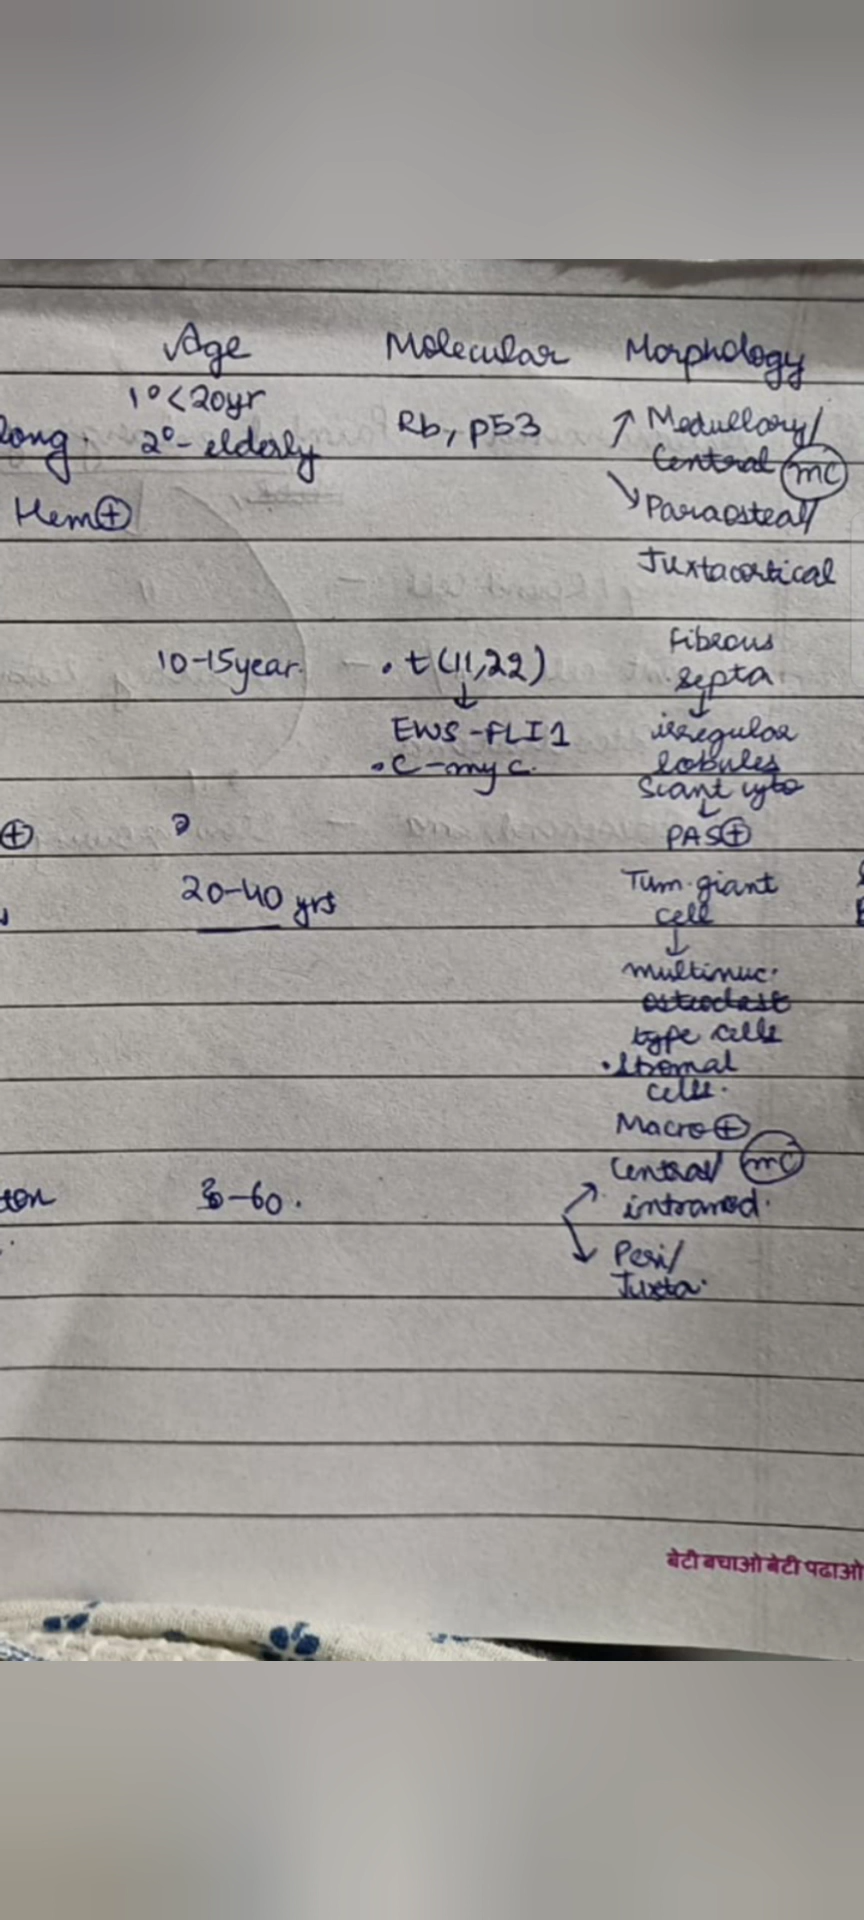 Age Molecular Morphology
1° < 20yr
long. 2° - elderly Rb, p53 ↗ Medullary/
Central (mc)
Hem⊕ ↘ Paraosteal/
Juxtacortical
10-15 year. • t (11,22) fibrous
septa
↓ ↓
EWS-FLI1 irregular
• C-myc. lobules
Scant cyto
↓
⊕ PAS⊕
20-40 yrs Tum. giant
cell
↓
multinuc.
osteoclast
type cells
• Stromal
cells.
Macro⊕
Central/ (mc)
-60. ↗ intramed.
↘ Peri/
Juxta.
बेटी बचाओ बेटी पढाओ